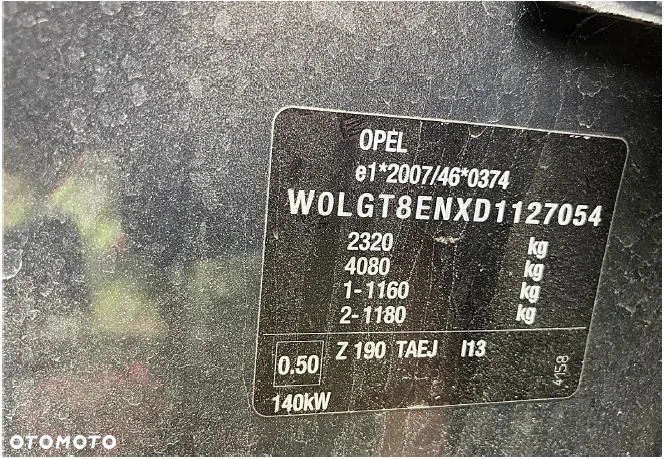 OPEL
e1*2007/46*0374
W0LGT8ENXD1127054
2320 kg
4080 kg
1-1160 kg
2-1180 kg
0.50 Z 190 TAEJ I13
140kW
4158
OTOMOTO